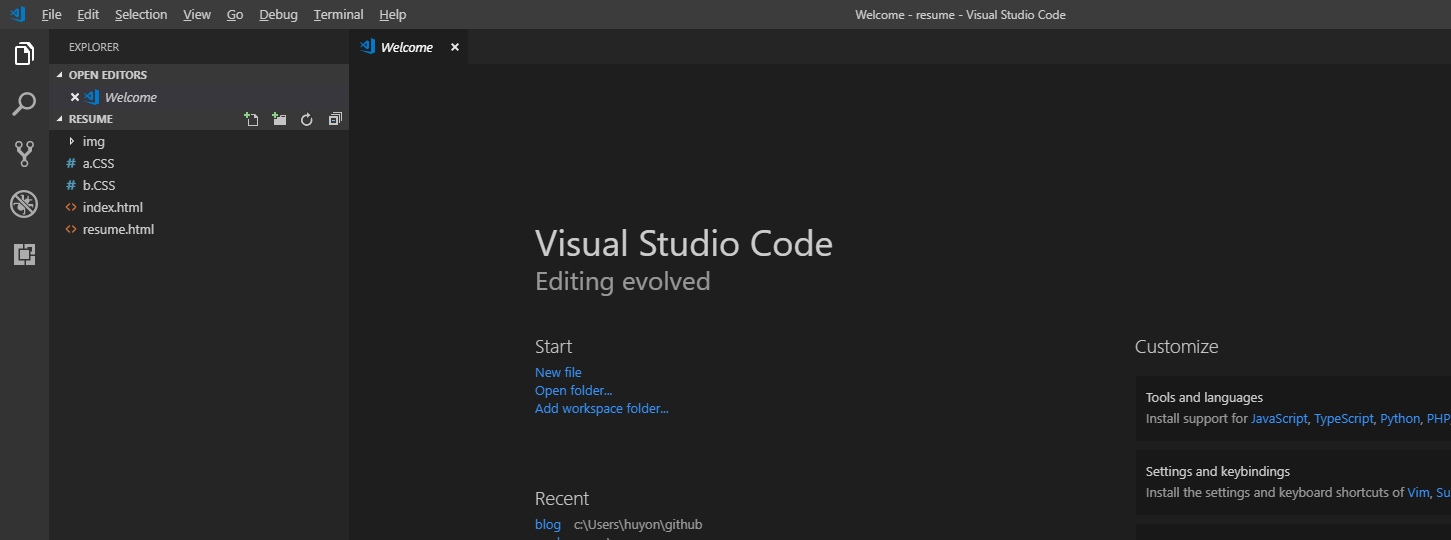 File Edit Selection View Go Debug Terminal Help Welcome - resume - Visual Studio Code
EXPLORER
Welcome
OPEN EDITORS
Welcome
RESUME
img
a.CSS
b.CSS
index.html
resume.html
Visual Studio Code
Editing evolved
Start
New file
Open folder...
Add workspace folder...
Recent
blog c:\Users\huyon\github
Customize
Tools and languages
Install support for JavaScript, TypeScript, Python, PHP,
Settings and keybindings
Install the settings and keyboard shortcuts of Vim, Su